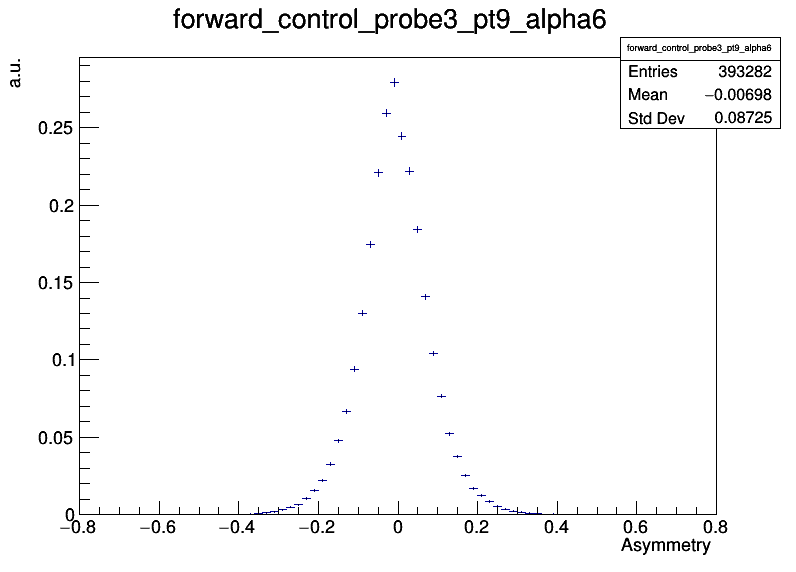 forward_control_probe3_pt9_alpha6
a.u.
forward_control_probe3_pt9_alpha6
Entries 393282
Mean −0.00698
Std Dev 0.08725
0.25
0.2
0.15
0.1
0.05
0
−0.8 −0.6 −0.4 −0.2 0 0.2 0.4 0.6 0.8
Asymmetry